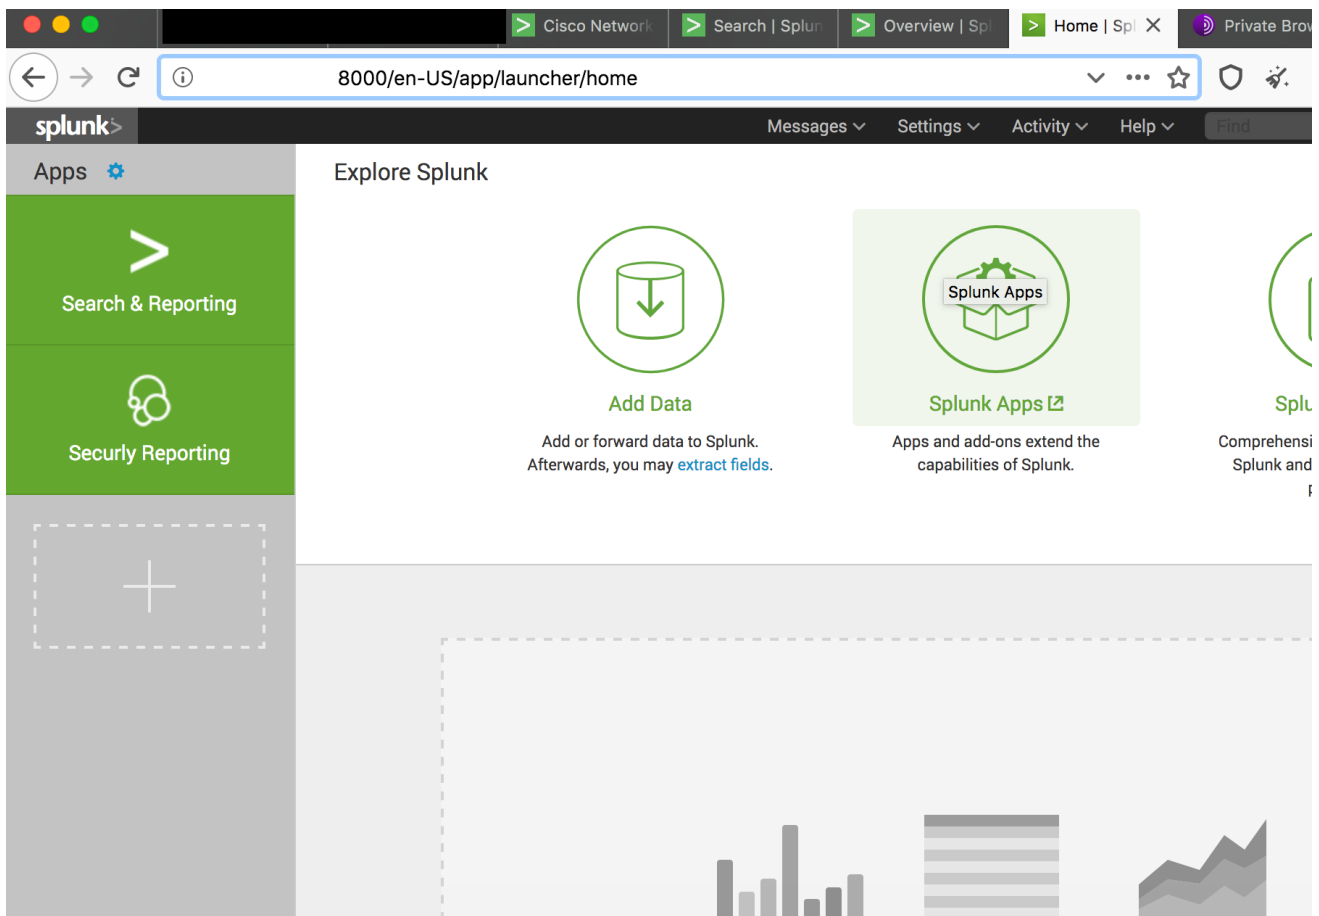 Cisco Network
Search | Splun
Overview | Spl
Home | Spl
Private Brow
8000/en-US/app/launcher/home
splunk>
Messages
Settings
Activity
Help
Find
Apps
Explore Splunk
Search & Reporting
Securly Reporting
Splunk Apps
Add Data
Add or forward data to Splunk.
Afterwards, you may extract fields.
Splunk Apps
Apps and add-ons extend the
capabilities of Splunk.
Splu
Comprehensi
Splunk and